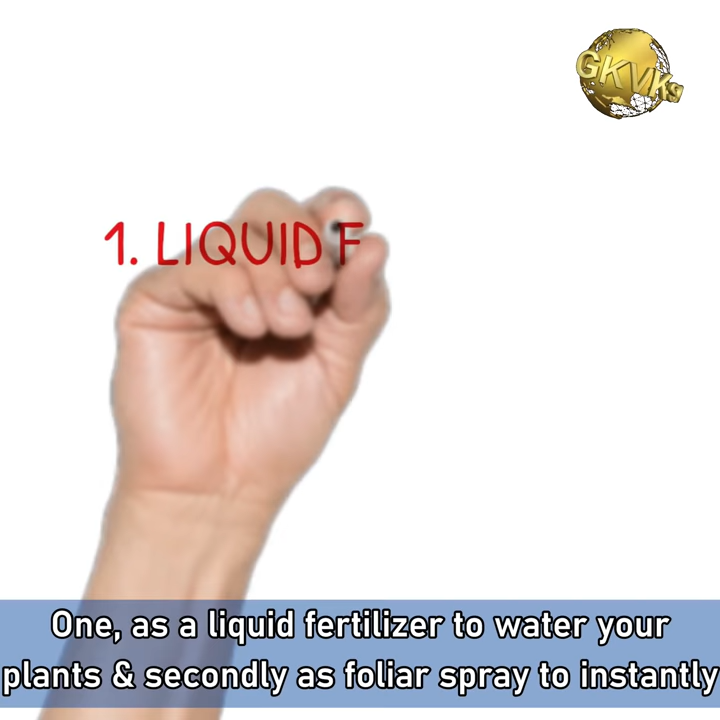 GKVKs
1. LIQUID F
One, as a liquid fertilizer to water your
plants & secondly as foliar spray to instantly